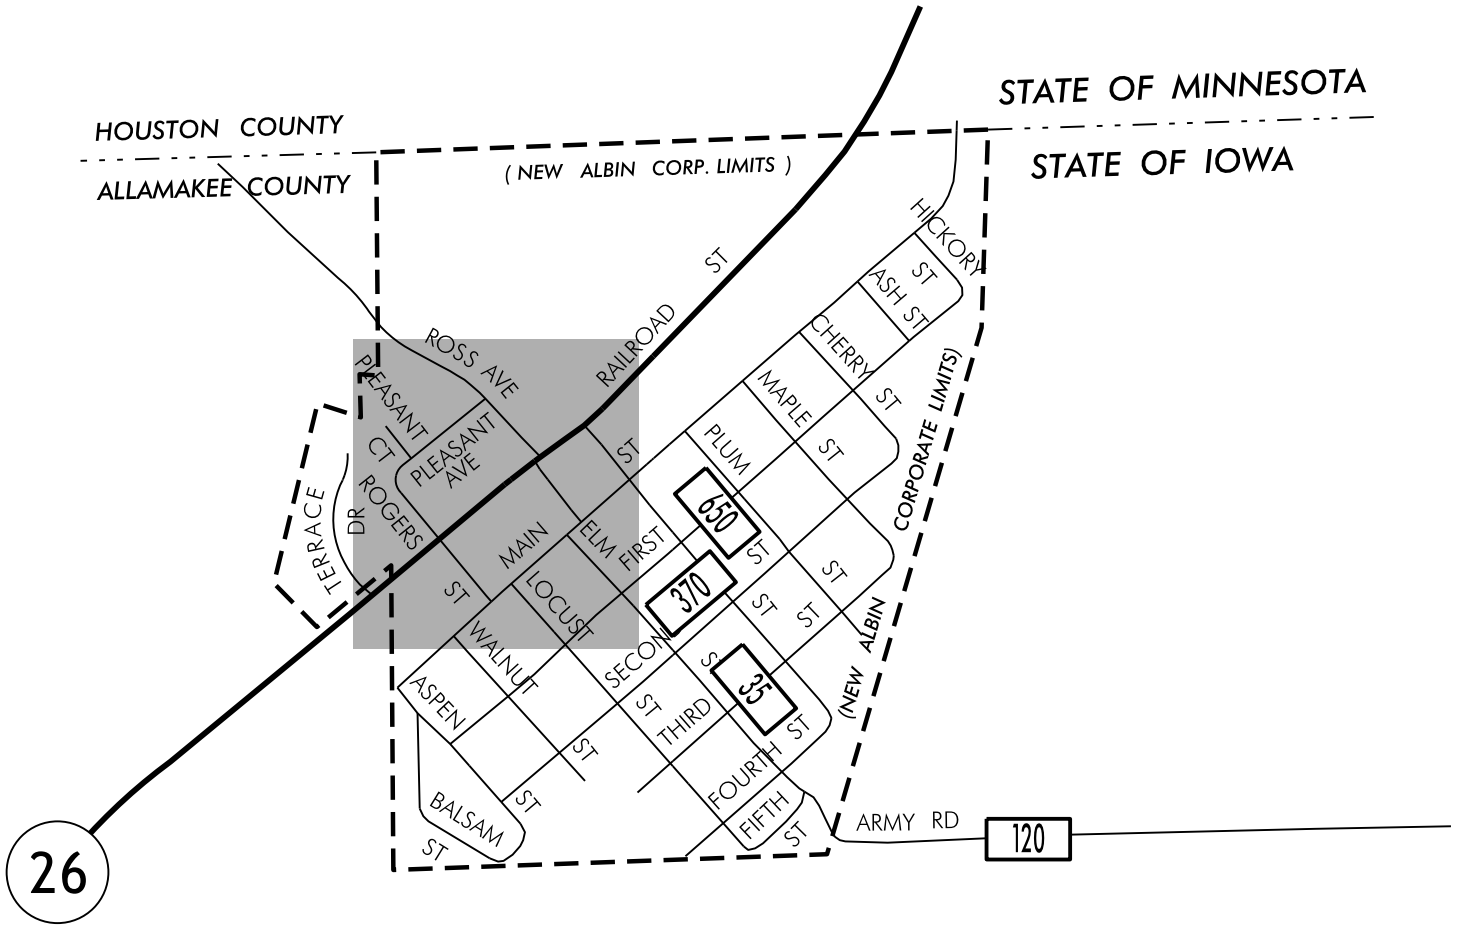 STATE OF MINNESOTA
HOUSTON COUNTY
( NEW ALBIN CORP. LIMITS )
STATE OF IOWA
ALLAMAKEE COUNTY
HICKORY
ST
ASH ST
RAILROAD ST
CHERRY ST
ROSS AVE
PLEASANT CT
PLEASANT
AVE
MAPLE ST
PLUM ST
ST
(NEW ALBIN CORPORATE LIMITS)
TERRACE DR
ROGERS ST
MAIN
ELM
FIRST
650
ST
370
ST
LOCUST
ST
WALNUT ST
SECON
ST
35
ASPEN ST
THIRD
ST
FOURTH
FIFTH
ST
BALSAM
ST
ARMY RD
120
26